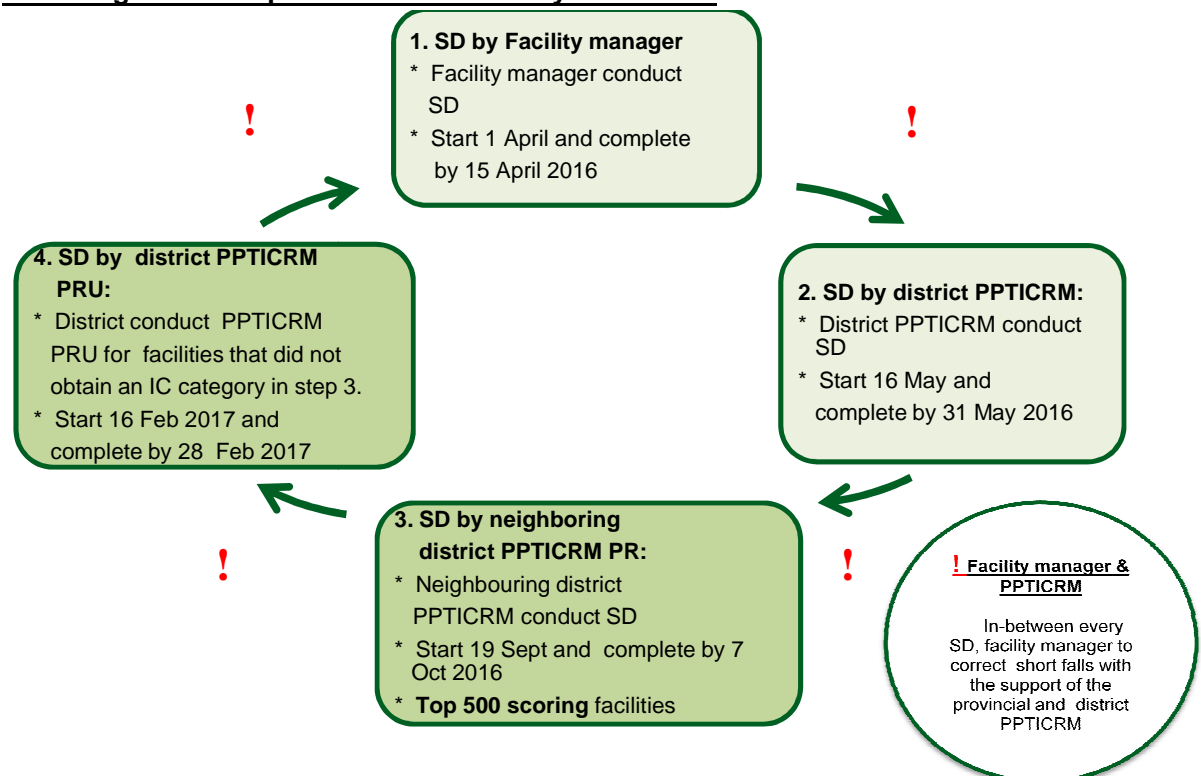 1. SD by Facility manager
* Facility manager conduct
SD
* Start 1 April and complete
by 15 April 2016
!
!
2. SD by district PPTICRM:
* District PPTICRM conduct
SD
* Start 16 May and
complete by 31 May 2016
3. SD by neighboring
district PPTICRM PR:
* Neighbouring district
PPTICRM conduct SD
* Start 19 Sept and complete by 7
Oct 2016
* Top 500 scoring facilities
!
!
4. SD by district PPTICRM
PRU:
* District conduct PPTICRM
PRU for facilities that did not
obtain an IC category in step 3.
* Start 16 Feb 2017 and
complete by 28 Feb 2017
! Facility manager &
PPTICRM
In-between every
SD, facility manager to
correct short falls with
the support of the
provincial and district
PPTICRM